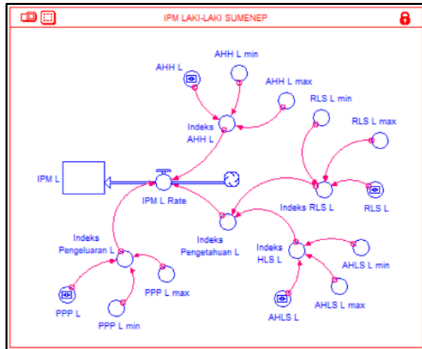 IPM LAKI-LAKI SUMENEP
AHH L
AHH L min
AHH L max
Indeks
AHH L
RLS L min
RLS L max
RLS L
Indeks RLS L
IPM L
IPM L Rate
Indeks
Pengetahuan L
Indeks
HLS L
AHLS L min
AHLS L max
AHLS L
Indeks
Pengeluaran L
PPP L
PPP L min
PPP L max